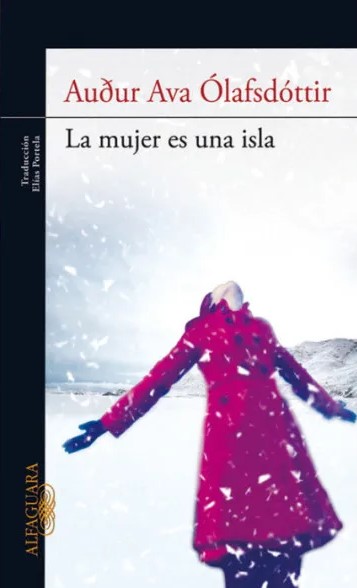 Auður Ava Ólafsdóttir
La mujer es una isla
Traducción
Elías Portela
ALFAGUARA